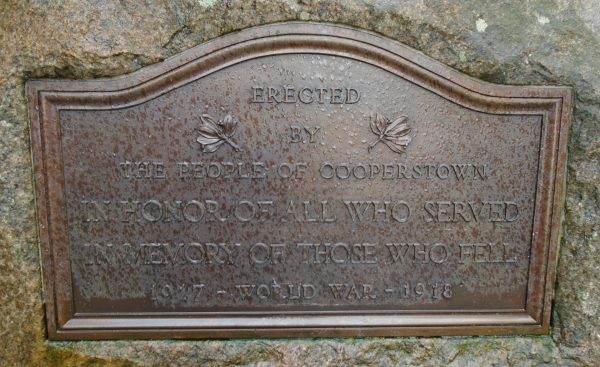 ERECTED
BY
THE PEOPLE OF COOPERSTOWN
IN HONOR OF ALL WHO SERVED
IN MEMORY OF THOSE WHO FELL
1917 - WORLD WAR - 1918